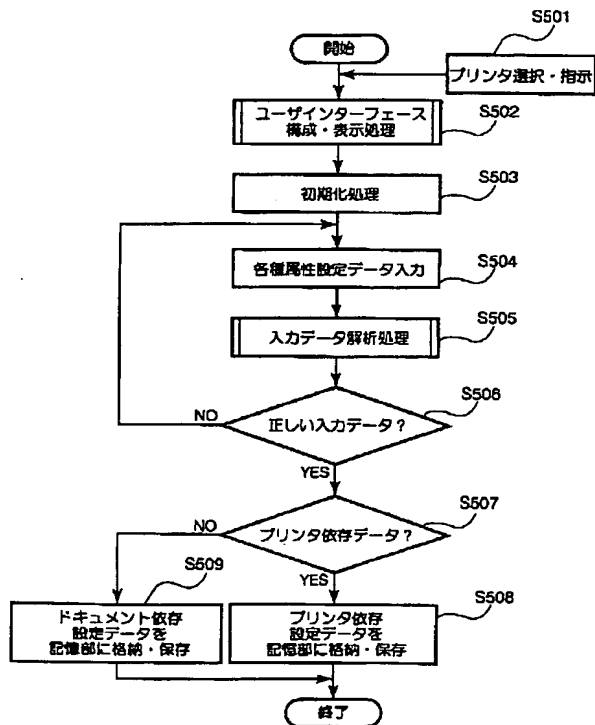 S501
開始
プリンタ選択・指示
ユーザインターフェース
構成・表示処理
S502
S503
初期化処理
各種属性設定データ入力
S504
S505
入力データ解析処理
S506
NO
正しい入力データ？
YES
S507
NO
プリンタ依存データ？
S509
YES
S508
ドキュメント依存
設定データを
記憶部に格納・保存
プリンタ依存
設定データを
記憶部に格納・保存
終了